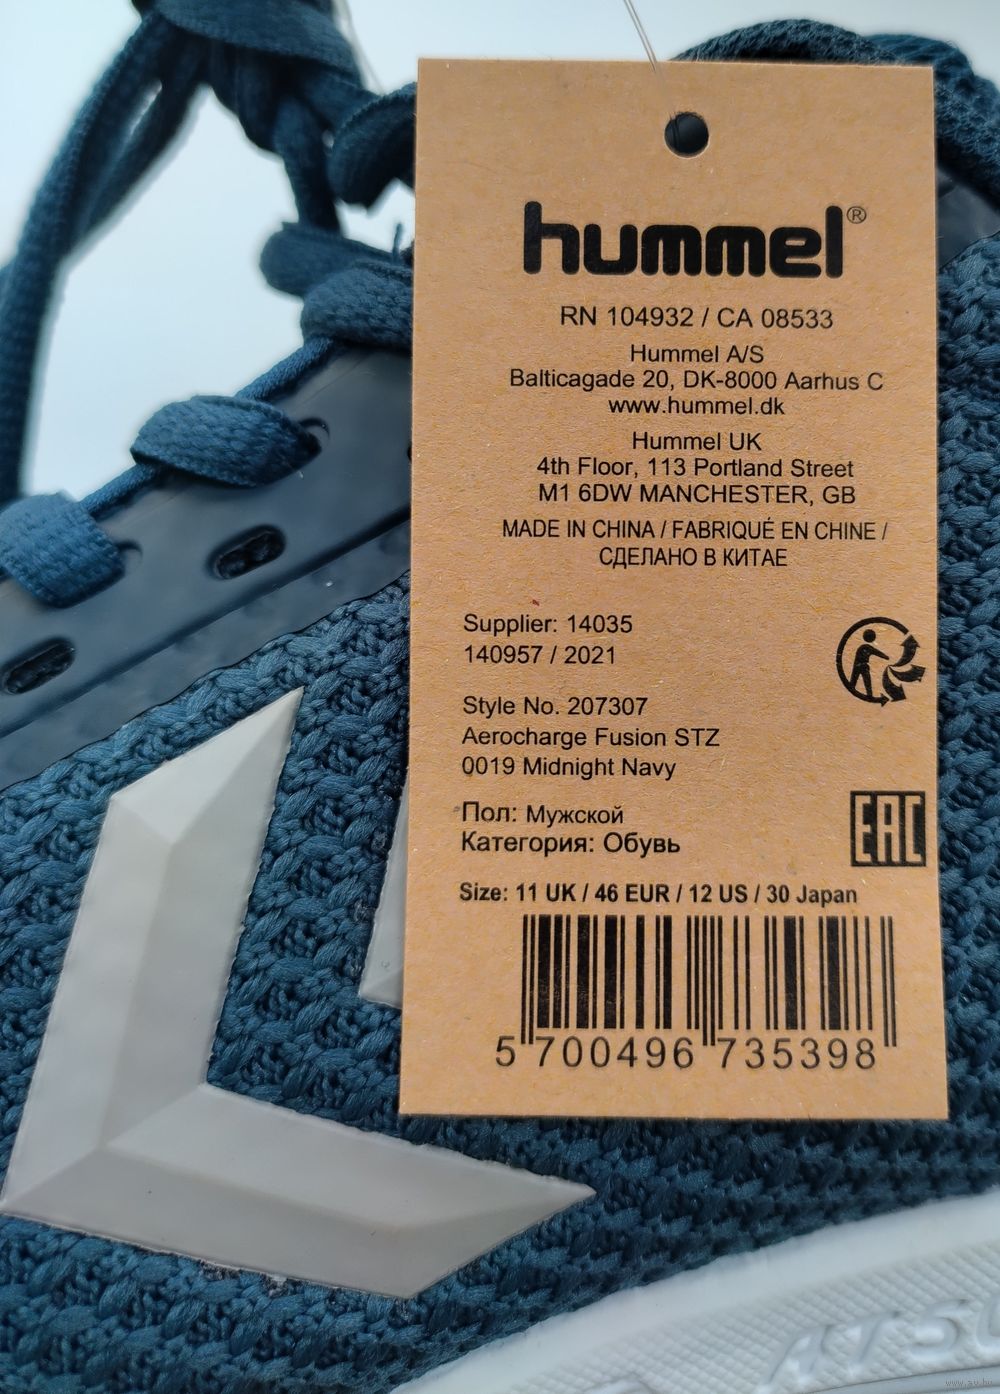 hummel®
RN 104932 / CA 08533
Hummel A/S
Balticagade 20, DK-8000 Aarhus C
www.hummel.dk
Hummel UK
4th Floor, 113 Portland Street
M1 6DW MANCHESTER, GB
MADE IN CHINA / FABRIQUÉ EN CHINE /
СДЕЛАНО В КИТАЕ
Supplier: 14035
140957 / 2021
Style No. 207307
Aerocharge Fusion STZ
0019 Midnight Navy
Пол: Мужской
Категория: Обувь
EAC
Size: 11 UK / 46 EUR / 12 US / 30 Japan
5 700496 735398